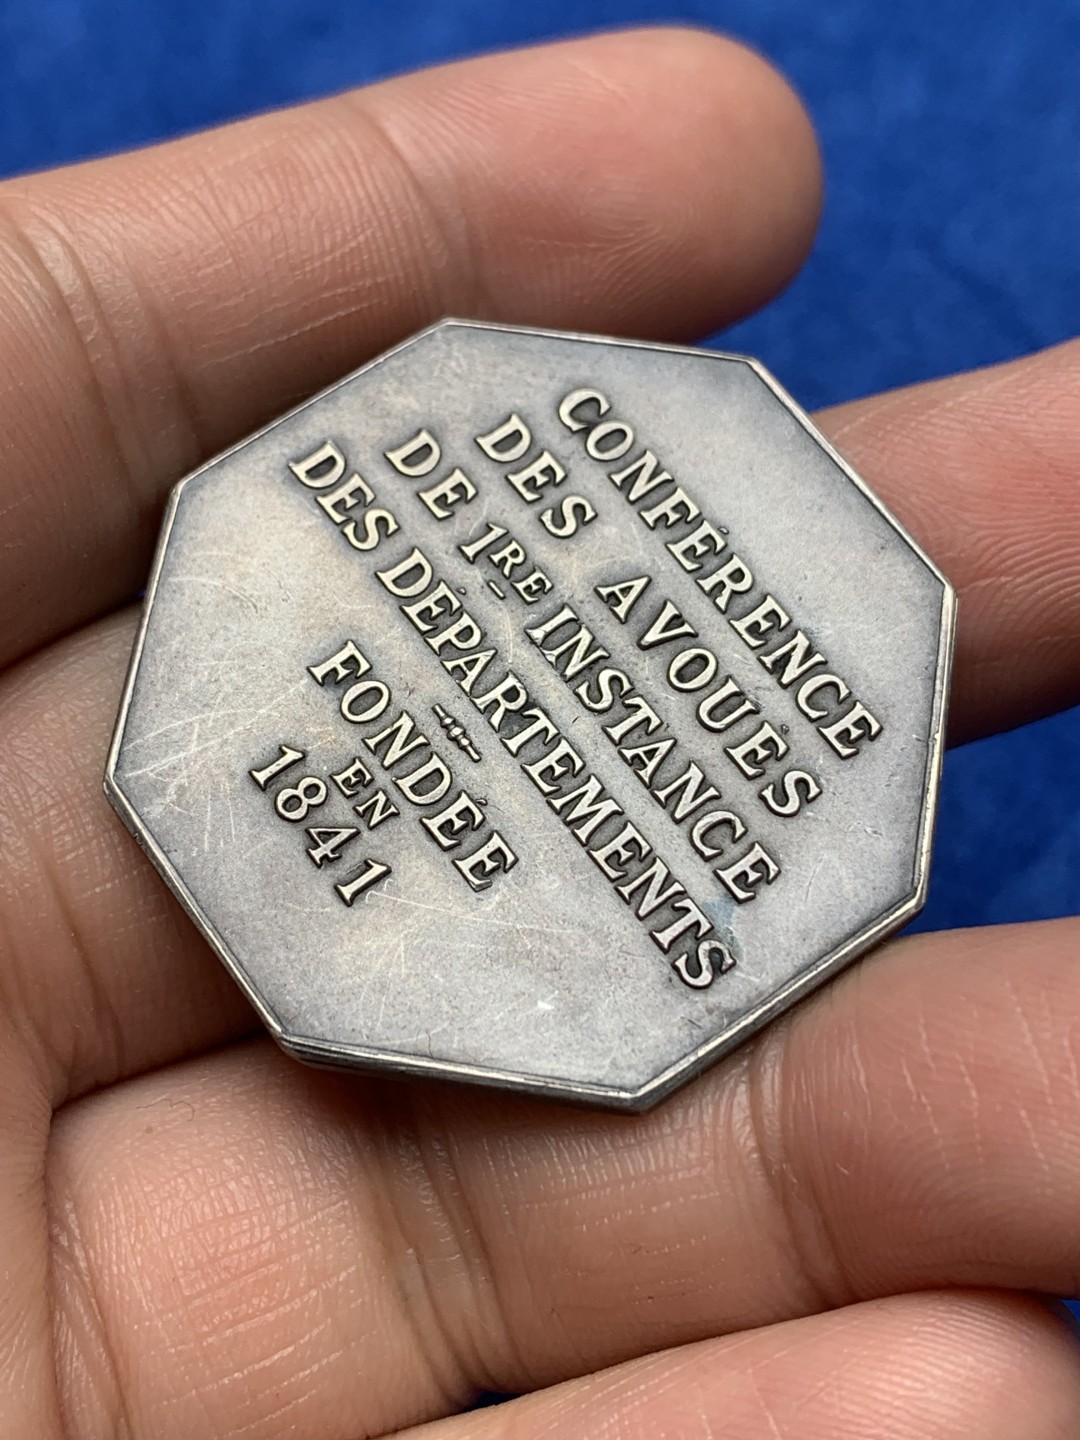 CONFÉRENCE
DES AVOUÉS
DE 1RE INSTANCE
DES DÉPARTEMENTS
FONDÉE
EN
1841